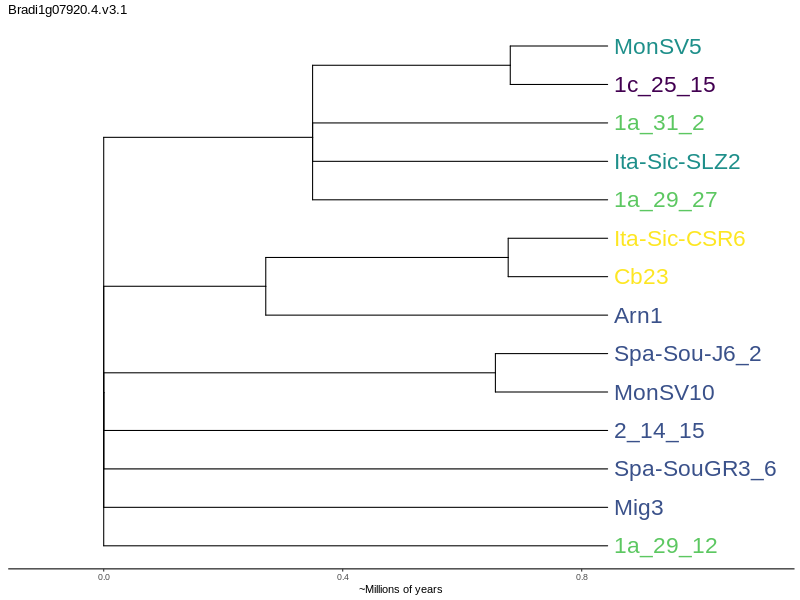 Bradi1g07920.4.v3.1
MonSV5
1c_25_15
1a_31_2
Ita-Sic-SLZ2
1a_29_27
Ita-Sic-CSR6
Cb23
Arn1
Spa-Sou-J6_2
MonSV10
2_14_15
Spa-SouGR3_6
Mig3
1a_29_12
0.0 0.4 0.8
~Millions of years